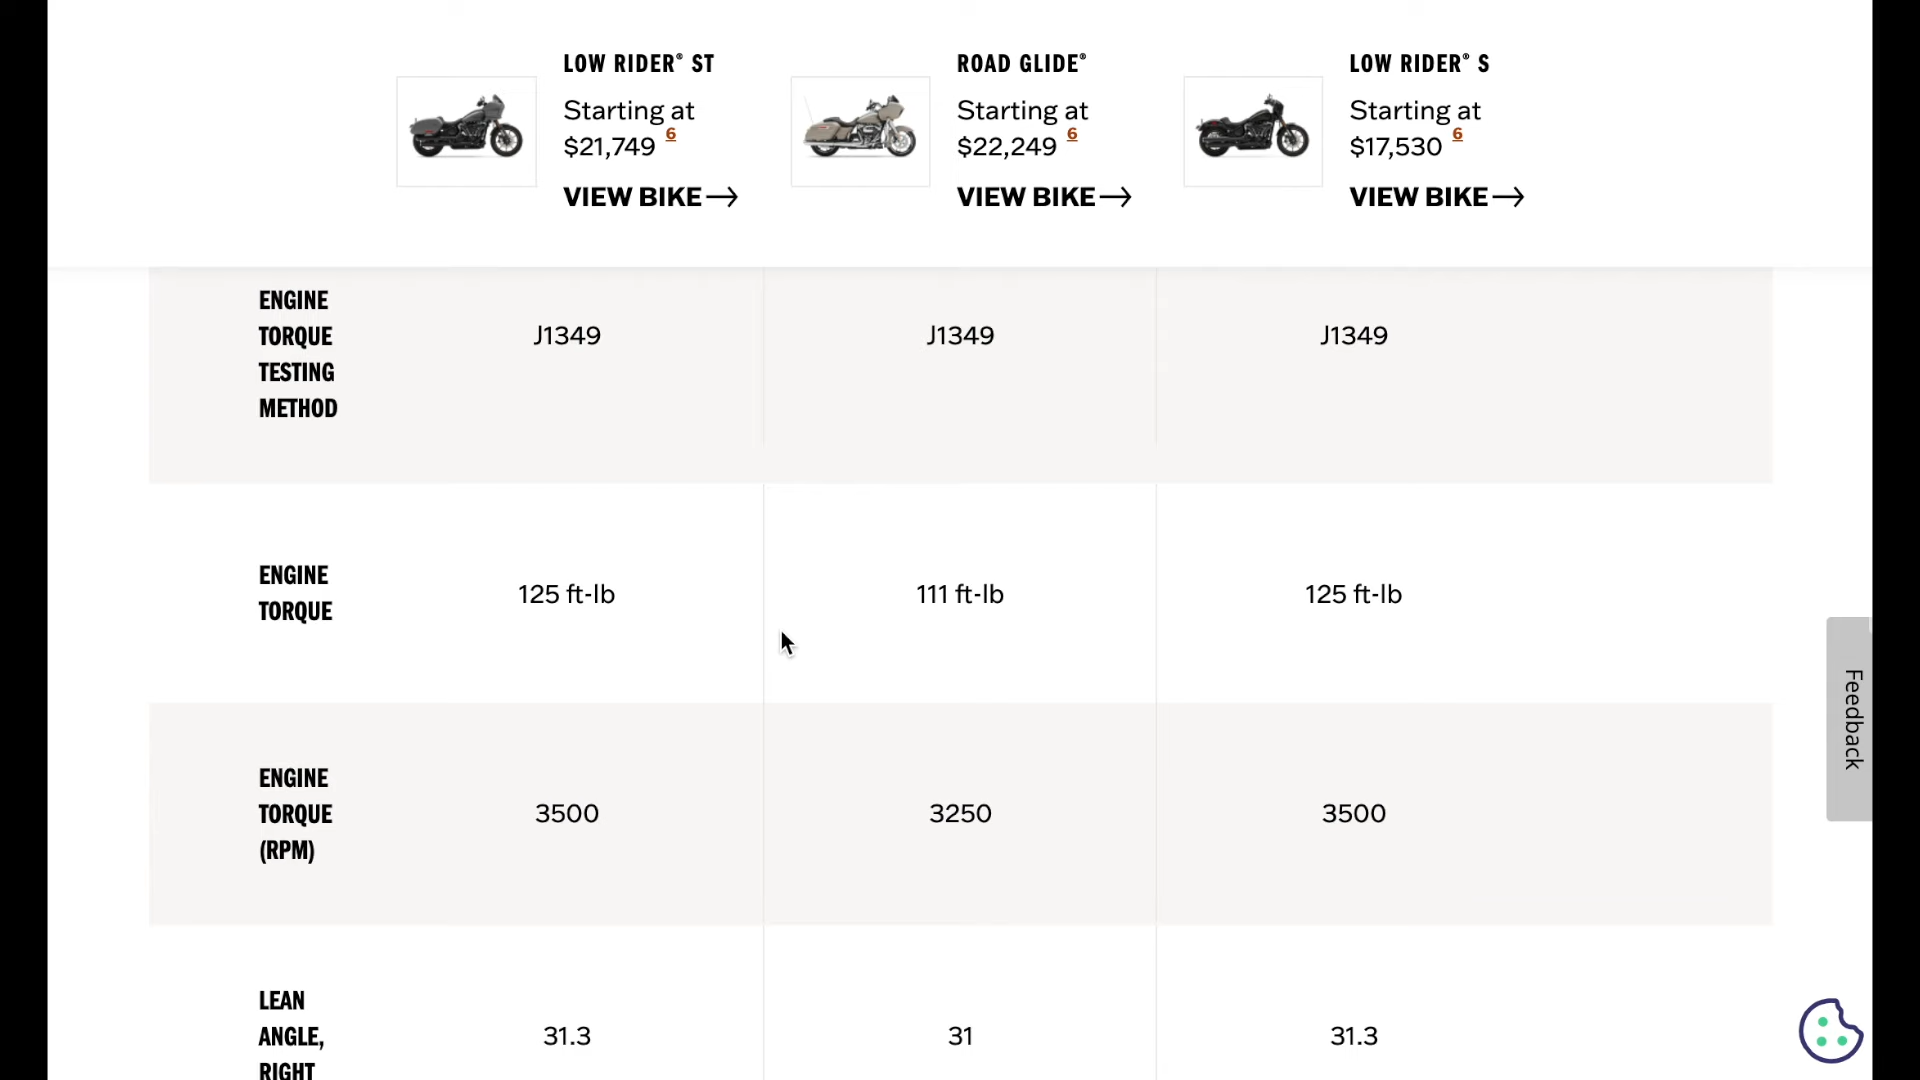 LOW RIDER® ST
Starting at
$21,749 6
VIEW BIKE→
ROAD GLIDE®
Starting at
$22,249 6
VIEW BIKE→
LOW RIDER® S
Starting at
$17,530 6
VIEW BIKE→
ENGINE
TORQUE
TESTING
METHOD
J1349
J1349
J1349
ENGINE
TORQUE
125 ft-lb
111 ft-lb
125 ft-lb
ENGINE
TORQUE
(RPM)
3500
3250
3500
LEAN
ANGLE,
RIGHT
31.3
31
31.3
Feedback